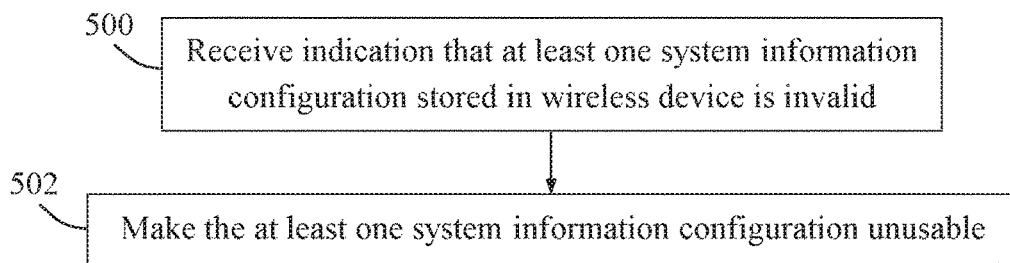 500
Receive indication that at least one system information
configuration stored in wireless device is invalid
502
Make the at least one system information configuration unusable